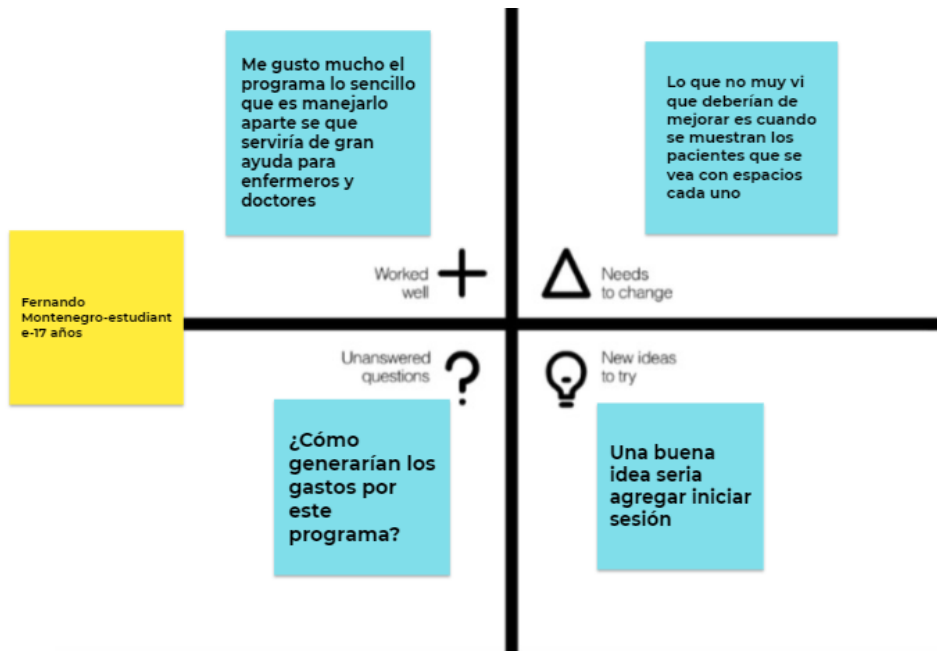 Me gusto mucho el
programa lo sencillo
que es manejarlo
aparte se que
serviría de gran
ayuda para
enfermeros y
doctores
Lo que no muy vi
que deberían de
mejorar es cuando
se muestran los
pacientes que se
vea con espacios
cada uno
Worked
well
Needs
to change
Fernando
Montenegro-estudiant
e-17 años
Unanswered
questions
New ideas
to try
¿Cómo
generarían los
gastos por
este
programa?
Una buena
idea seria
agregar iniciar
sesión